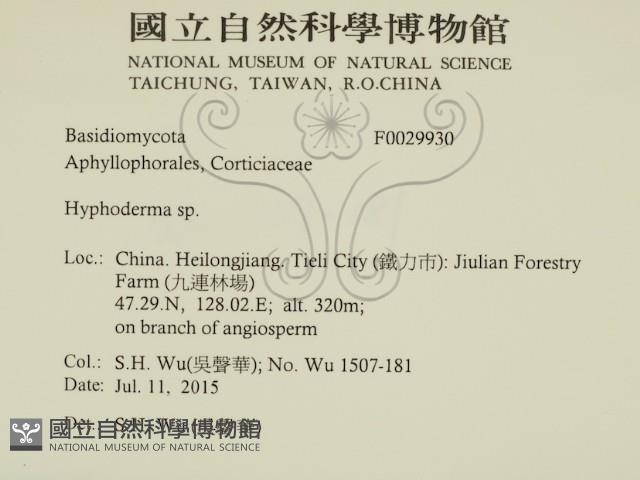 國立自然科學博物館
NATIONAL MUSEUM OF NATURAL SCIENCE
TAICHUNG, TAIWAN, R.O.CHINA
Basidiomycota F0029930
Aphyllophorales, Corticiaceae
Hyphoderma sp.
Loc.: China. Heilongjiang. Tieli City (鐵力市): Jiulian Forestry
Farm (九連林場)
47.29.N, 128.02.E; alt. 320m;
on branch of angiosperm
Col.: S.H. Wu(吳聲華); No. Wu 1507-181
Date: Jul. 11, 2015
國立自然科學博物館
NATIONAL MUSEUM OF NATURAL SCIENCE